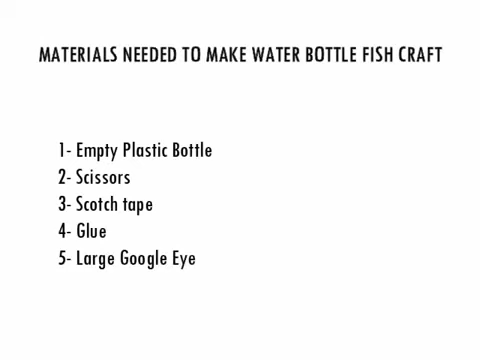 MATERIALS NEEDED TO MAKE WATER BOTTLE FISH CRAFT
1- Empty Plastic Bottle
2- Scissors
3- Scotch tape
4- Glue
5- Large Google Eye